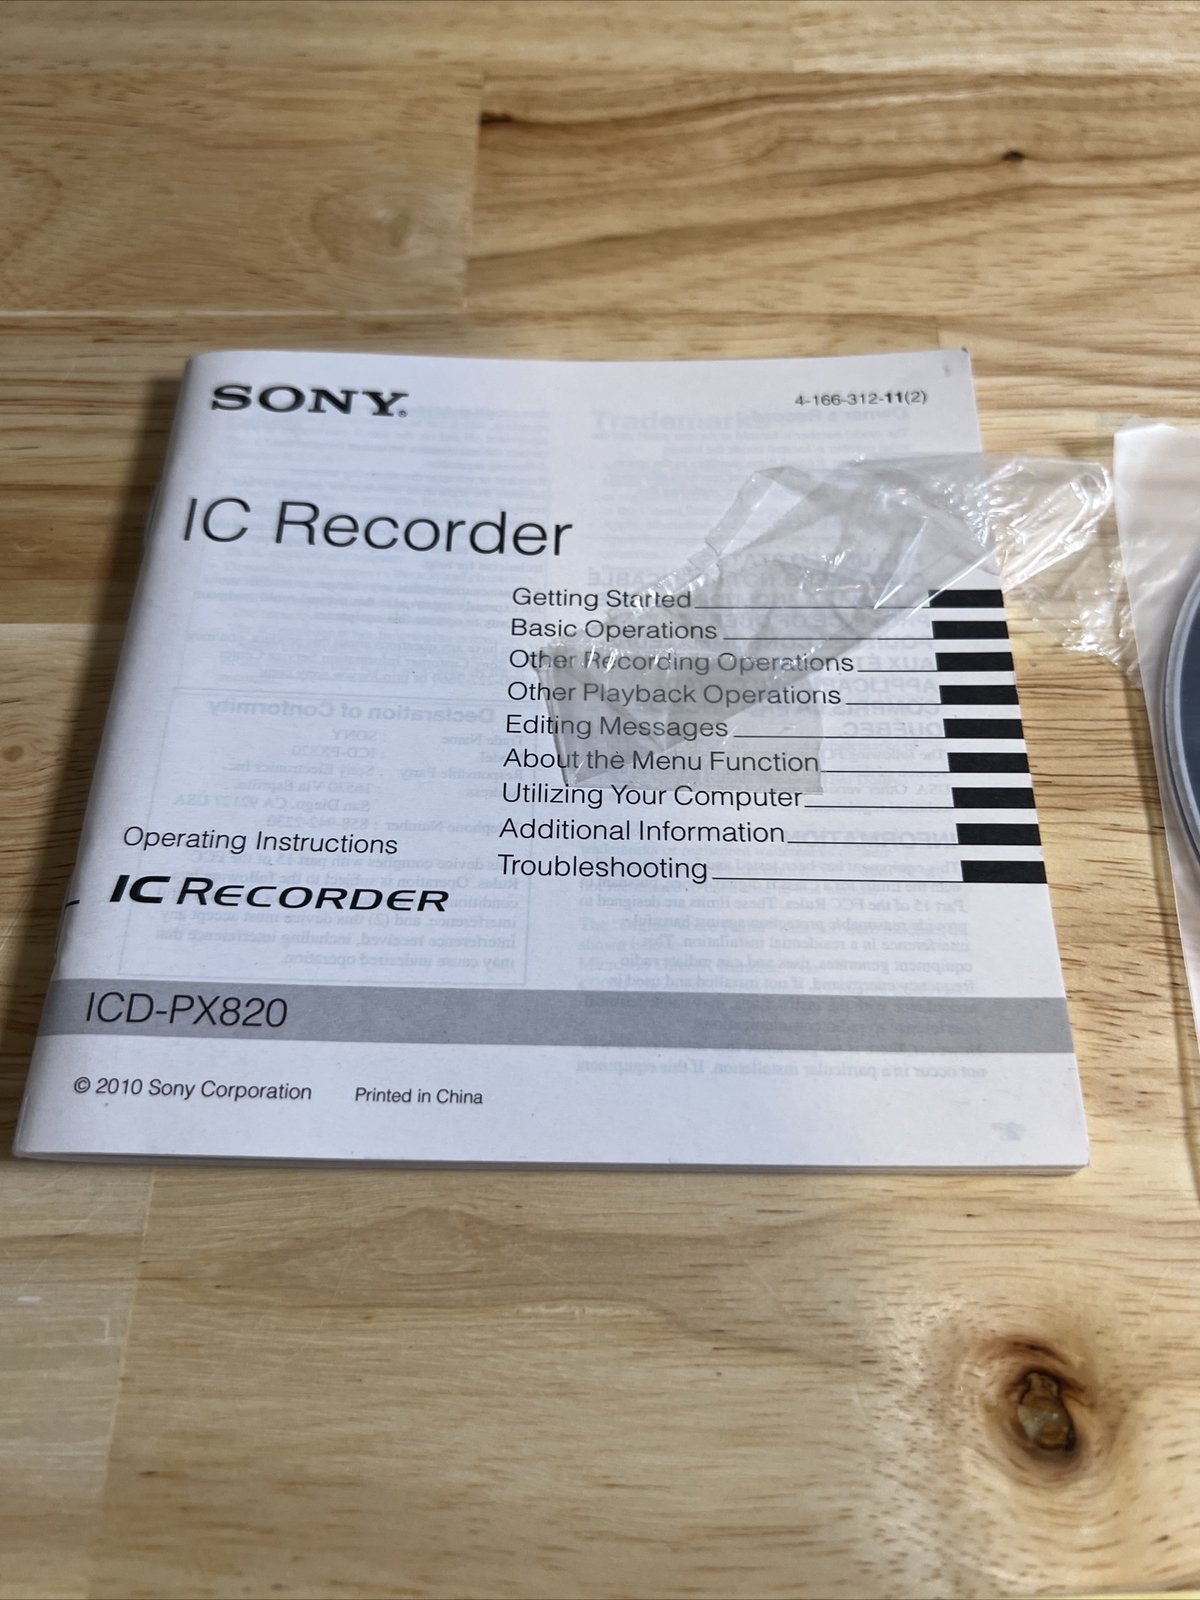 SONY®
4-166-312-11(2)
IC Recorder
Getting Started
Basic Operations
Other Recording Operations
Other Playback Operations
Editing Messages
About the Menu Function
Utilizing Your Computer
Additional Information
Troubleshooting
Operating Instructions
IC RECORDER
ICD-PX820
© 2010 Sony Corporation
Printed in China